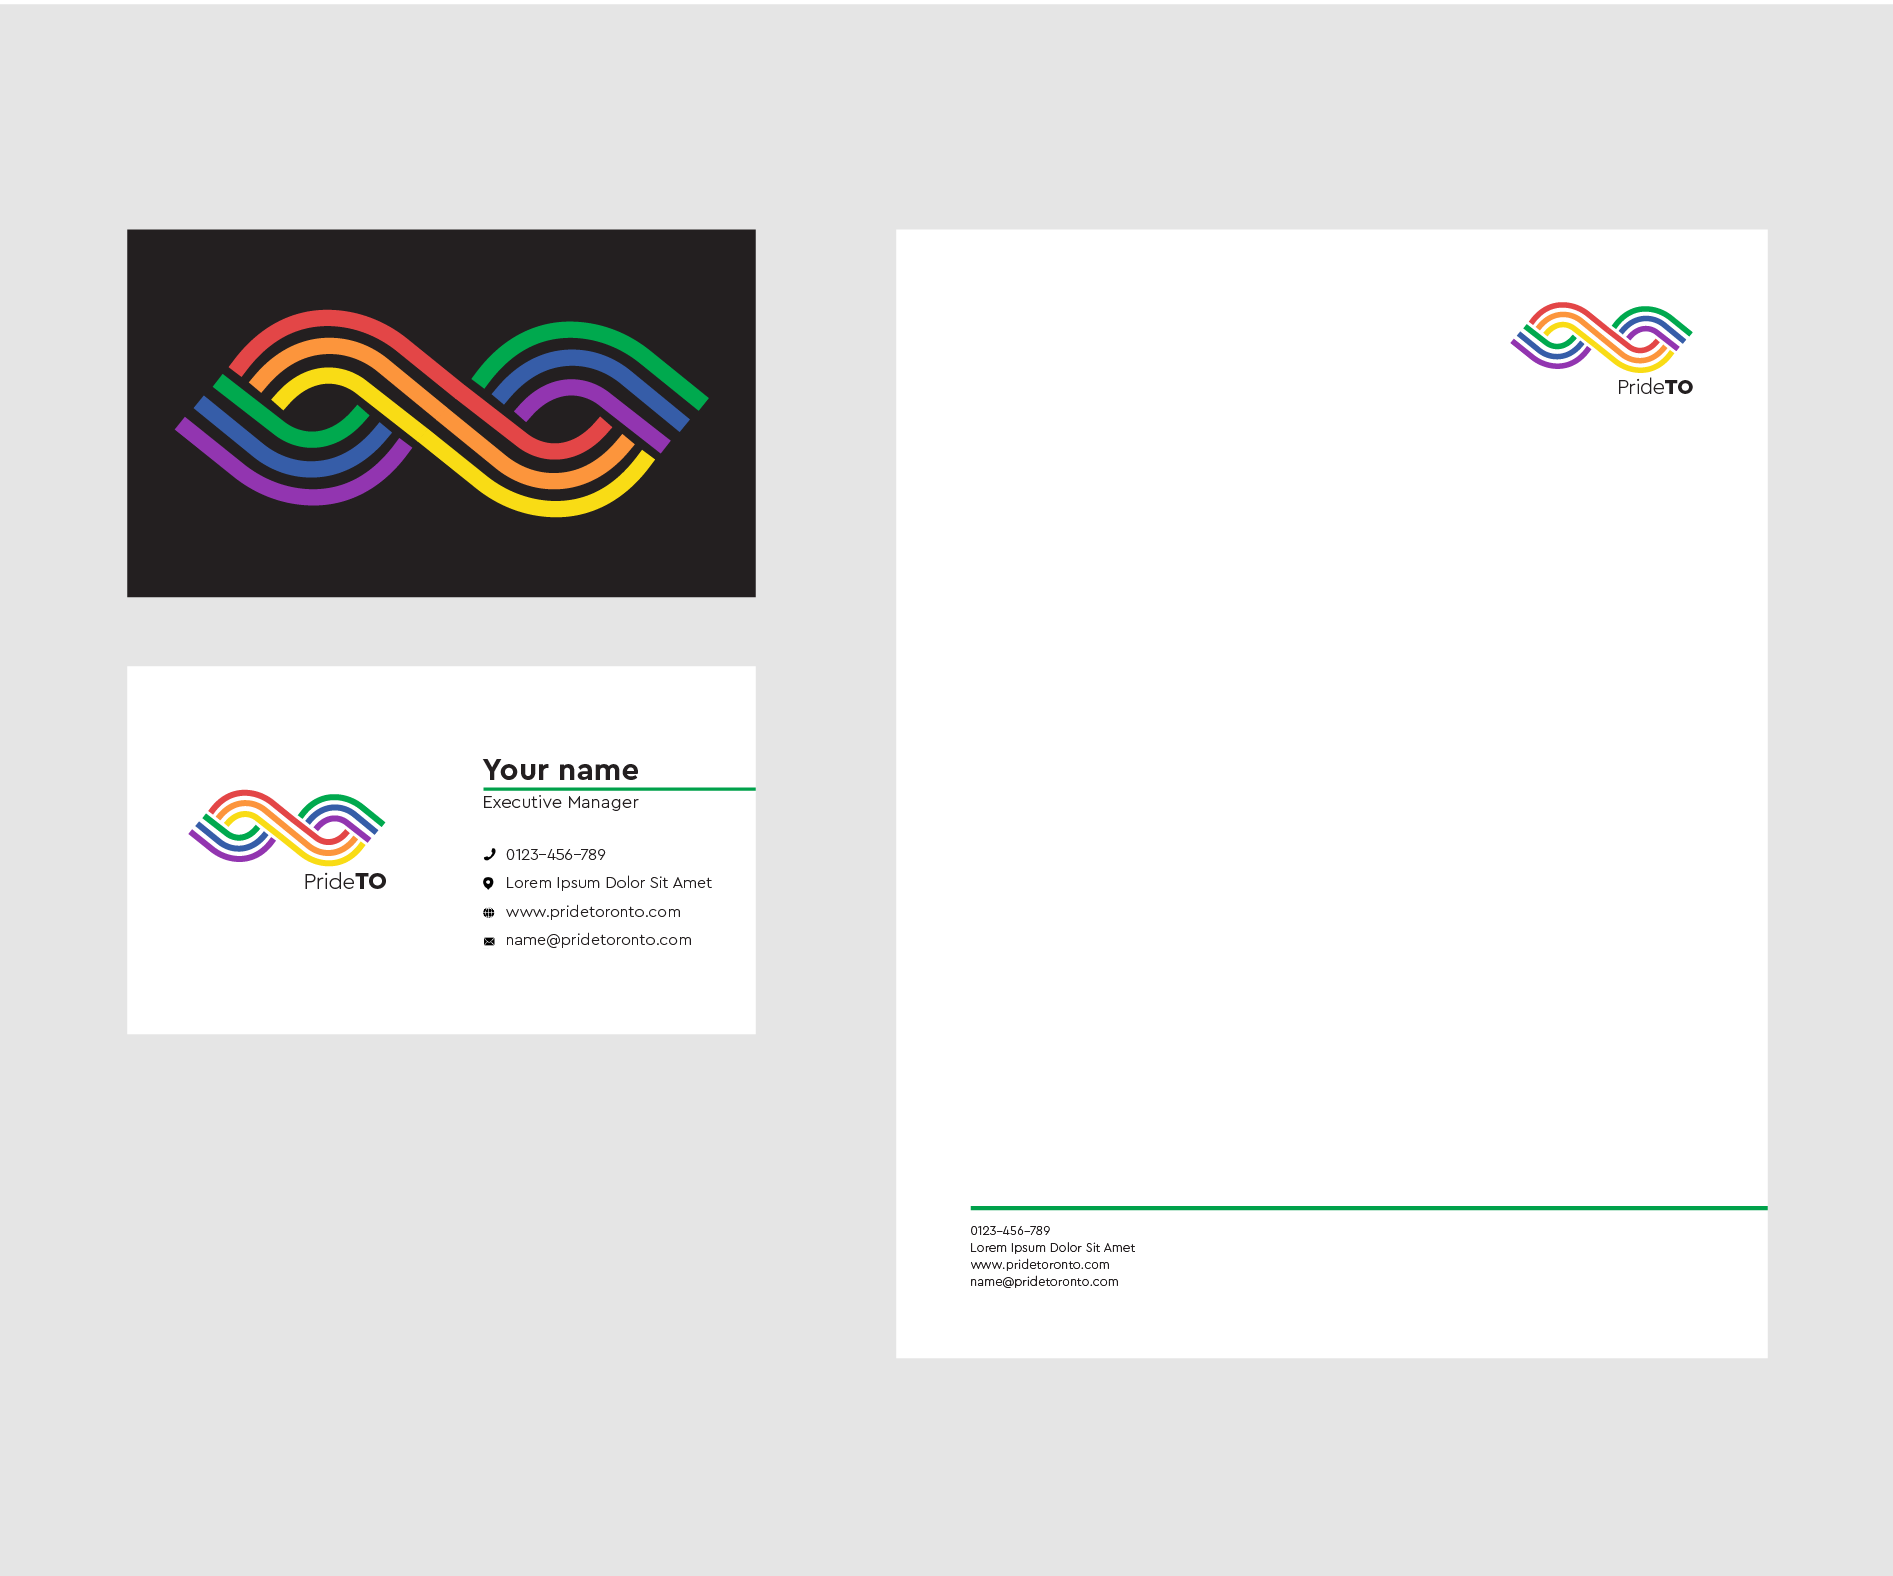 PrideTO
Your name
Executive Manager
0123-456-789
Lorem Ipsum Dolor Sit Amet
www.pridetoronto.com
name@pridetoronto.com
PrideTO
0123-456-789
Lorem Ipsum Dolor Sit Amet
www.pridetoronto.com
name@pridetoronto.com